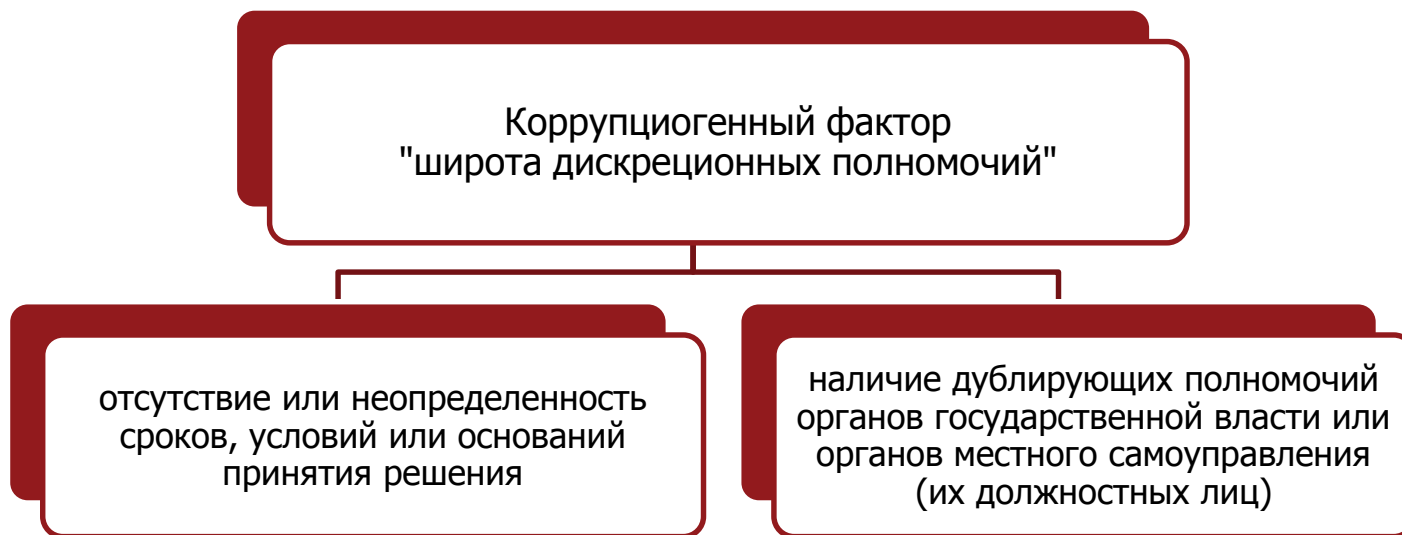 Коррупциогенный фактор
"широта дискреционных полномочий"
отсутствие или неопределенность
сроков, условий или оснований
принятия решения
наличие дублирующих полномочий
органов государственной власти или
органов местного самоуправления
(их должностных лиц)